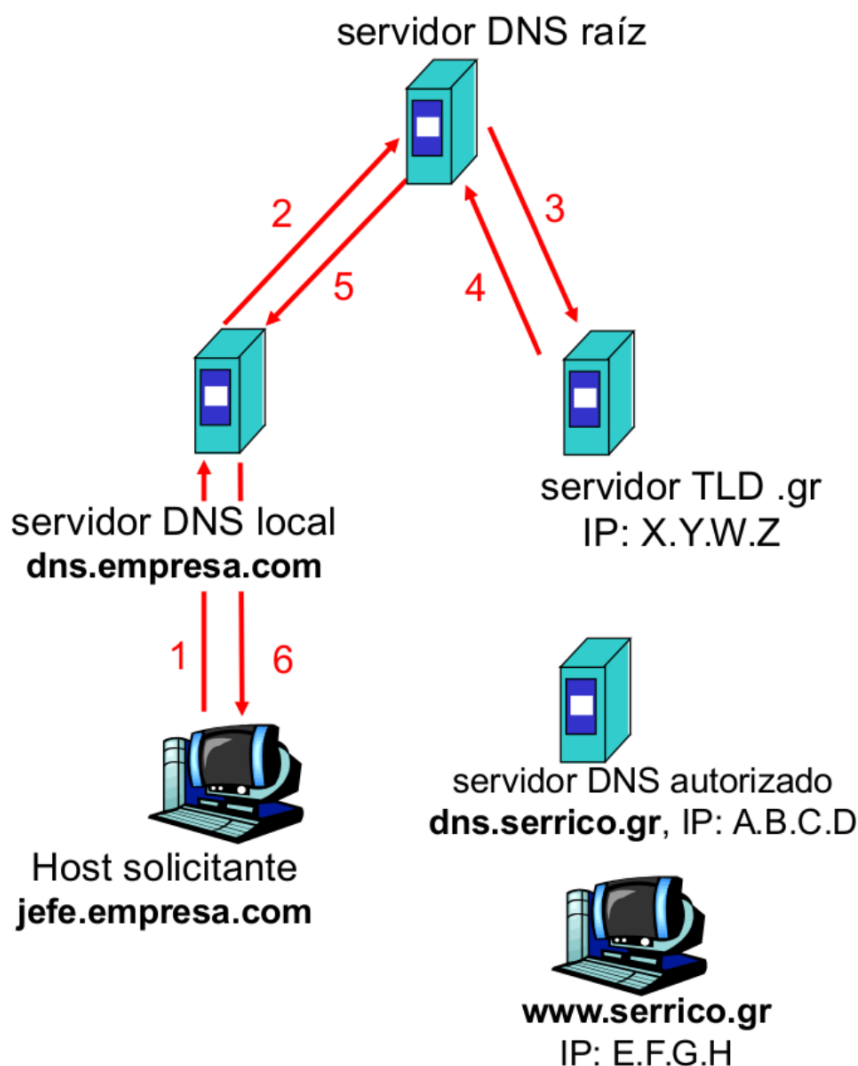 servidor DNS raíz
2
3
5
4
servidor TLD .gr
IP: X.Y.W.Z
servidor DNS local
dns.empresa.com
1
6
servidor DNS autorizado
dns.serrico.gr, IP: A.B.C.D
Host solicitante
jefe.empresa.com
www.serrico.gr
IP: E.F.G.H